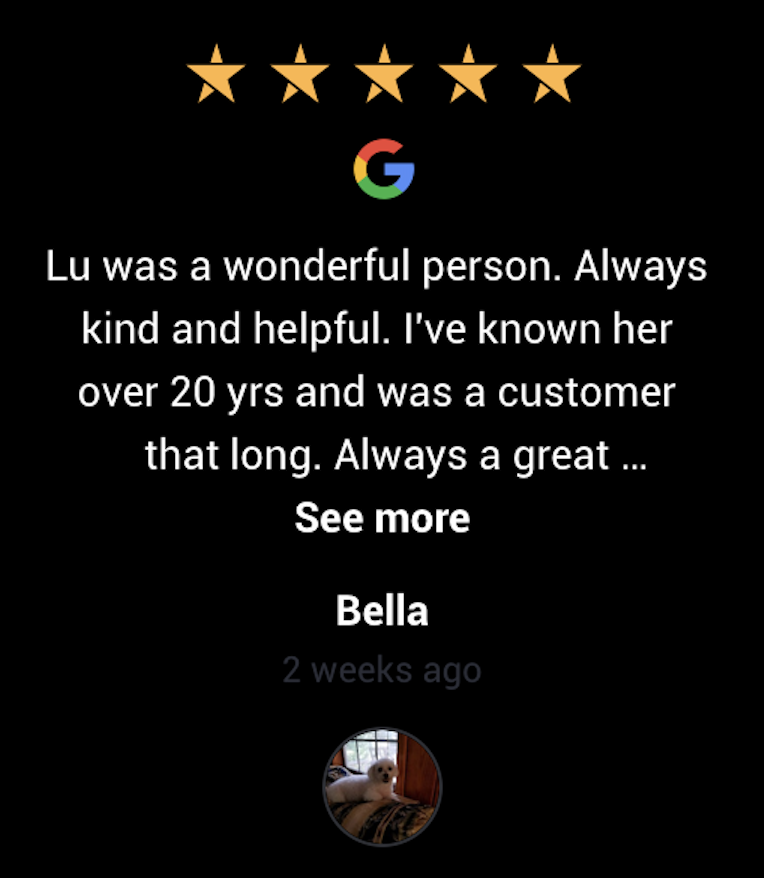 Lu was a wonderful person. Always
kind and helpful. I've known her
over 20 yrs and was a customer
that long. Always a great ...
See more
Bella
2 weeks ago